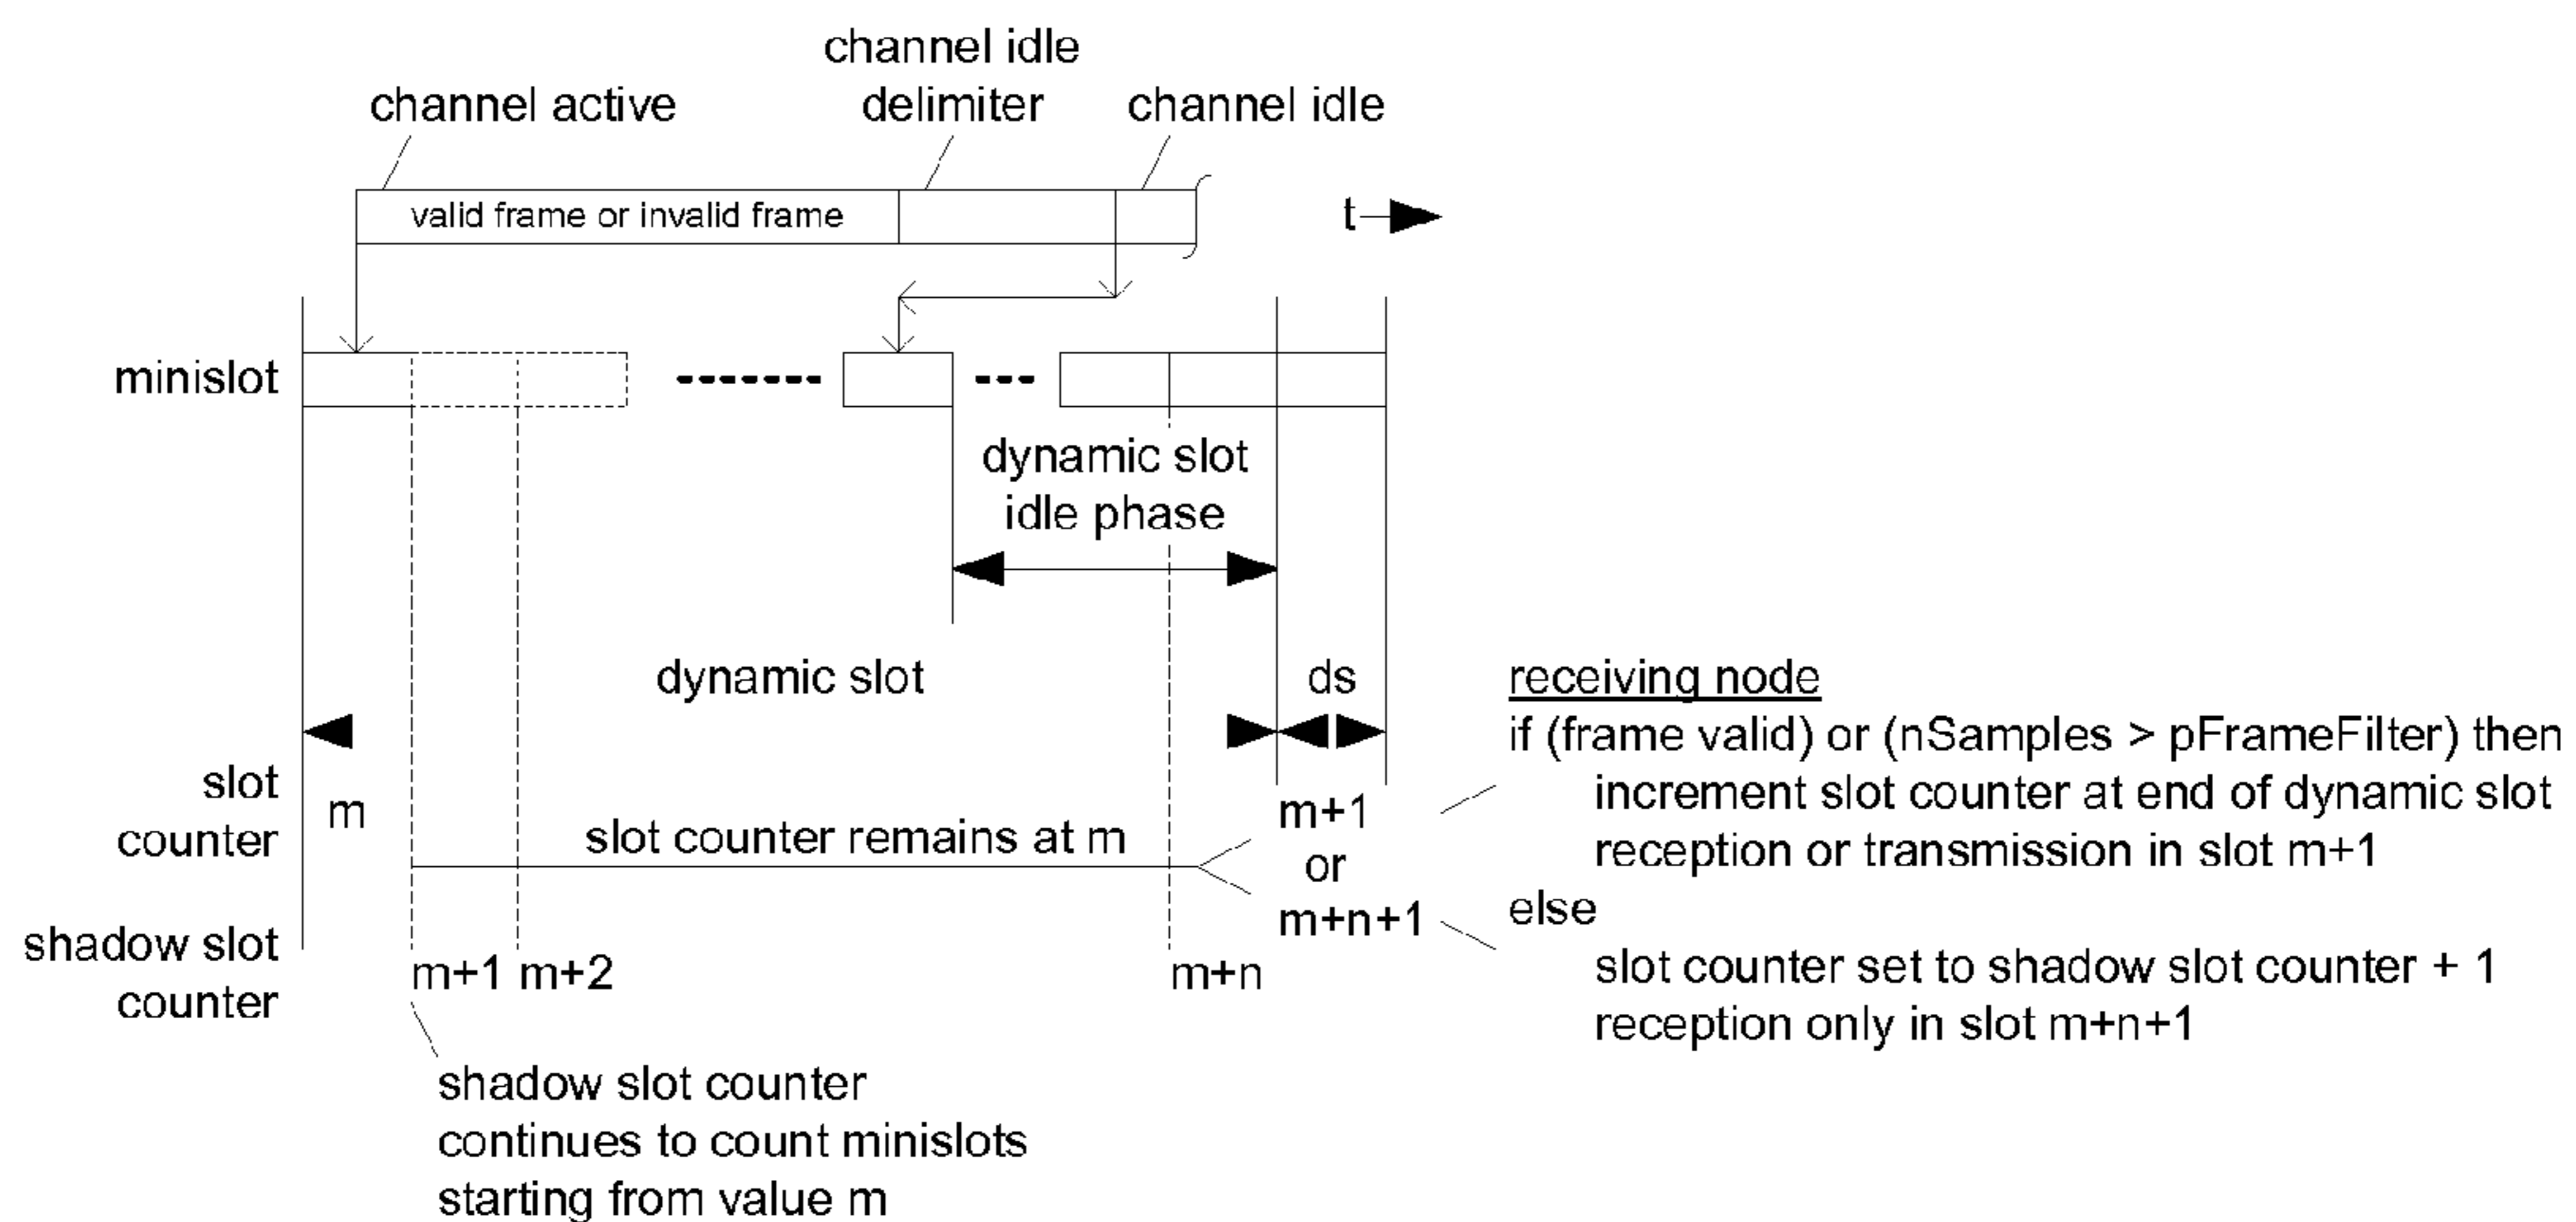 channel idle
channel active
delimiter
channel idle
valid frame or invalid frame
t
minislot
dynamic slot
idle phase
dynamic slot
ds
slot
counter
m
slot counter remains at m
m+1
or
m+n+1
receiving node
if (frame valid) or (nSamples > pFrameFilter) then
increment slot counter at end of dynamic slot
reception or transmission in slot m+1
else
slot counter set to shadow slot counter + 1
reception only in slot m+n+1
shadow slot
counter
m+1 m+2
m+n
shadow slot counter
continues to count minislots
starting from value m